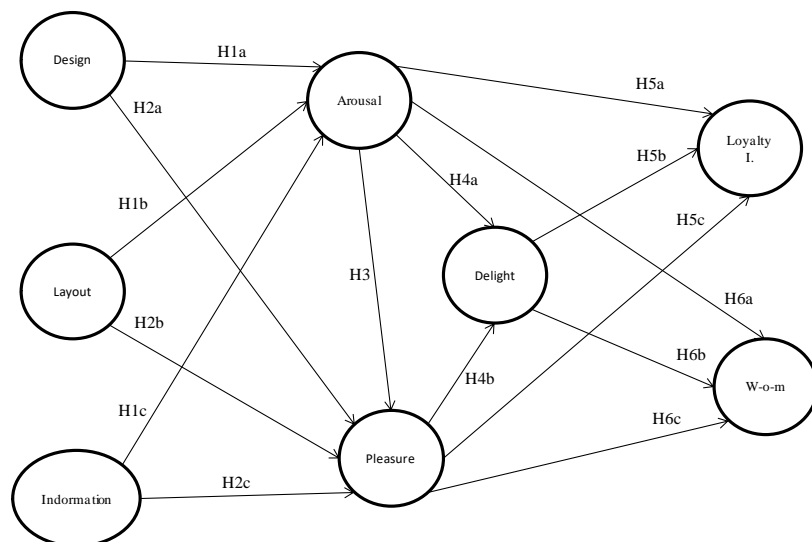 Design
H1a
H2a
Arousal
H5a
Loyalty
I.
H5b
H4a
H1b
H5c
H3
Delight
Layout
H2b
H6a
H6b
H4b
W-o-m
H1c
H6c
Pleasure
H2c
Indormation